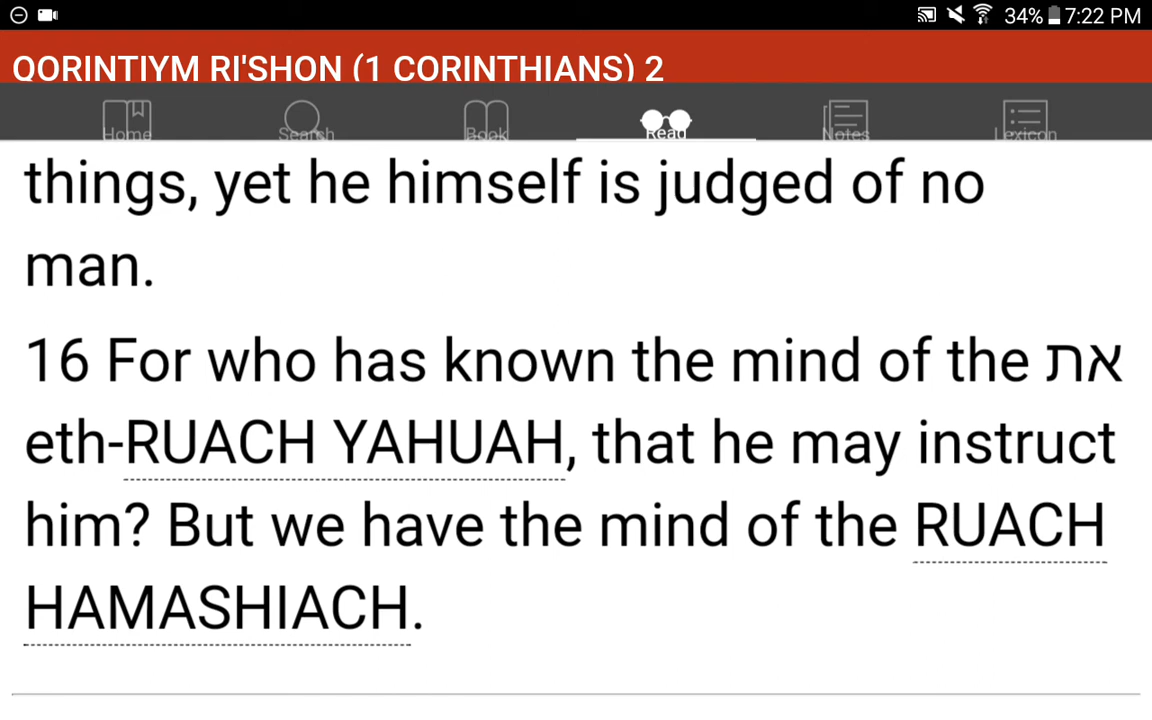 34% 7:22 PM
QORINTIYM RI'SHON (1 CORINTHIANS) 2
Home Search Book Read Notes Lexicon
things, yet he himself is judged of no
man.
16 For who has known the mind of the את
eth-RUACH YAHUAH, that he may instruct
him? But we have the mind of the RUACH
HAMASHIACH.